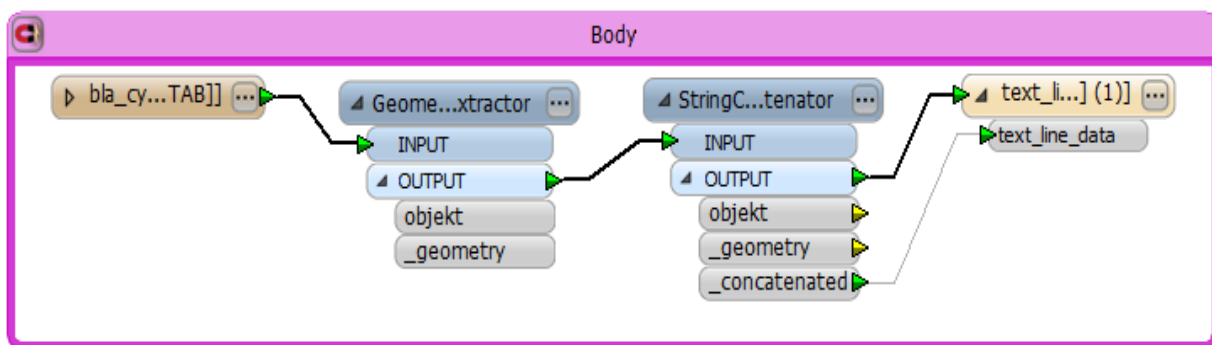 Body
bla_cy...TAB]] ...
Geome...xtractor ...
INPUT
OUTPUT
objekt
_geometry
StringC...tenator ...
INPUT
OUTPUT
objekt
_geometry
_concatenated
text_li...] (1)] ...
text_line_data